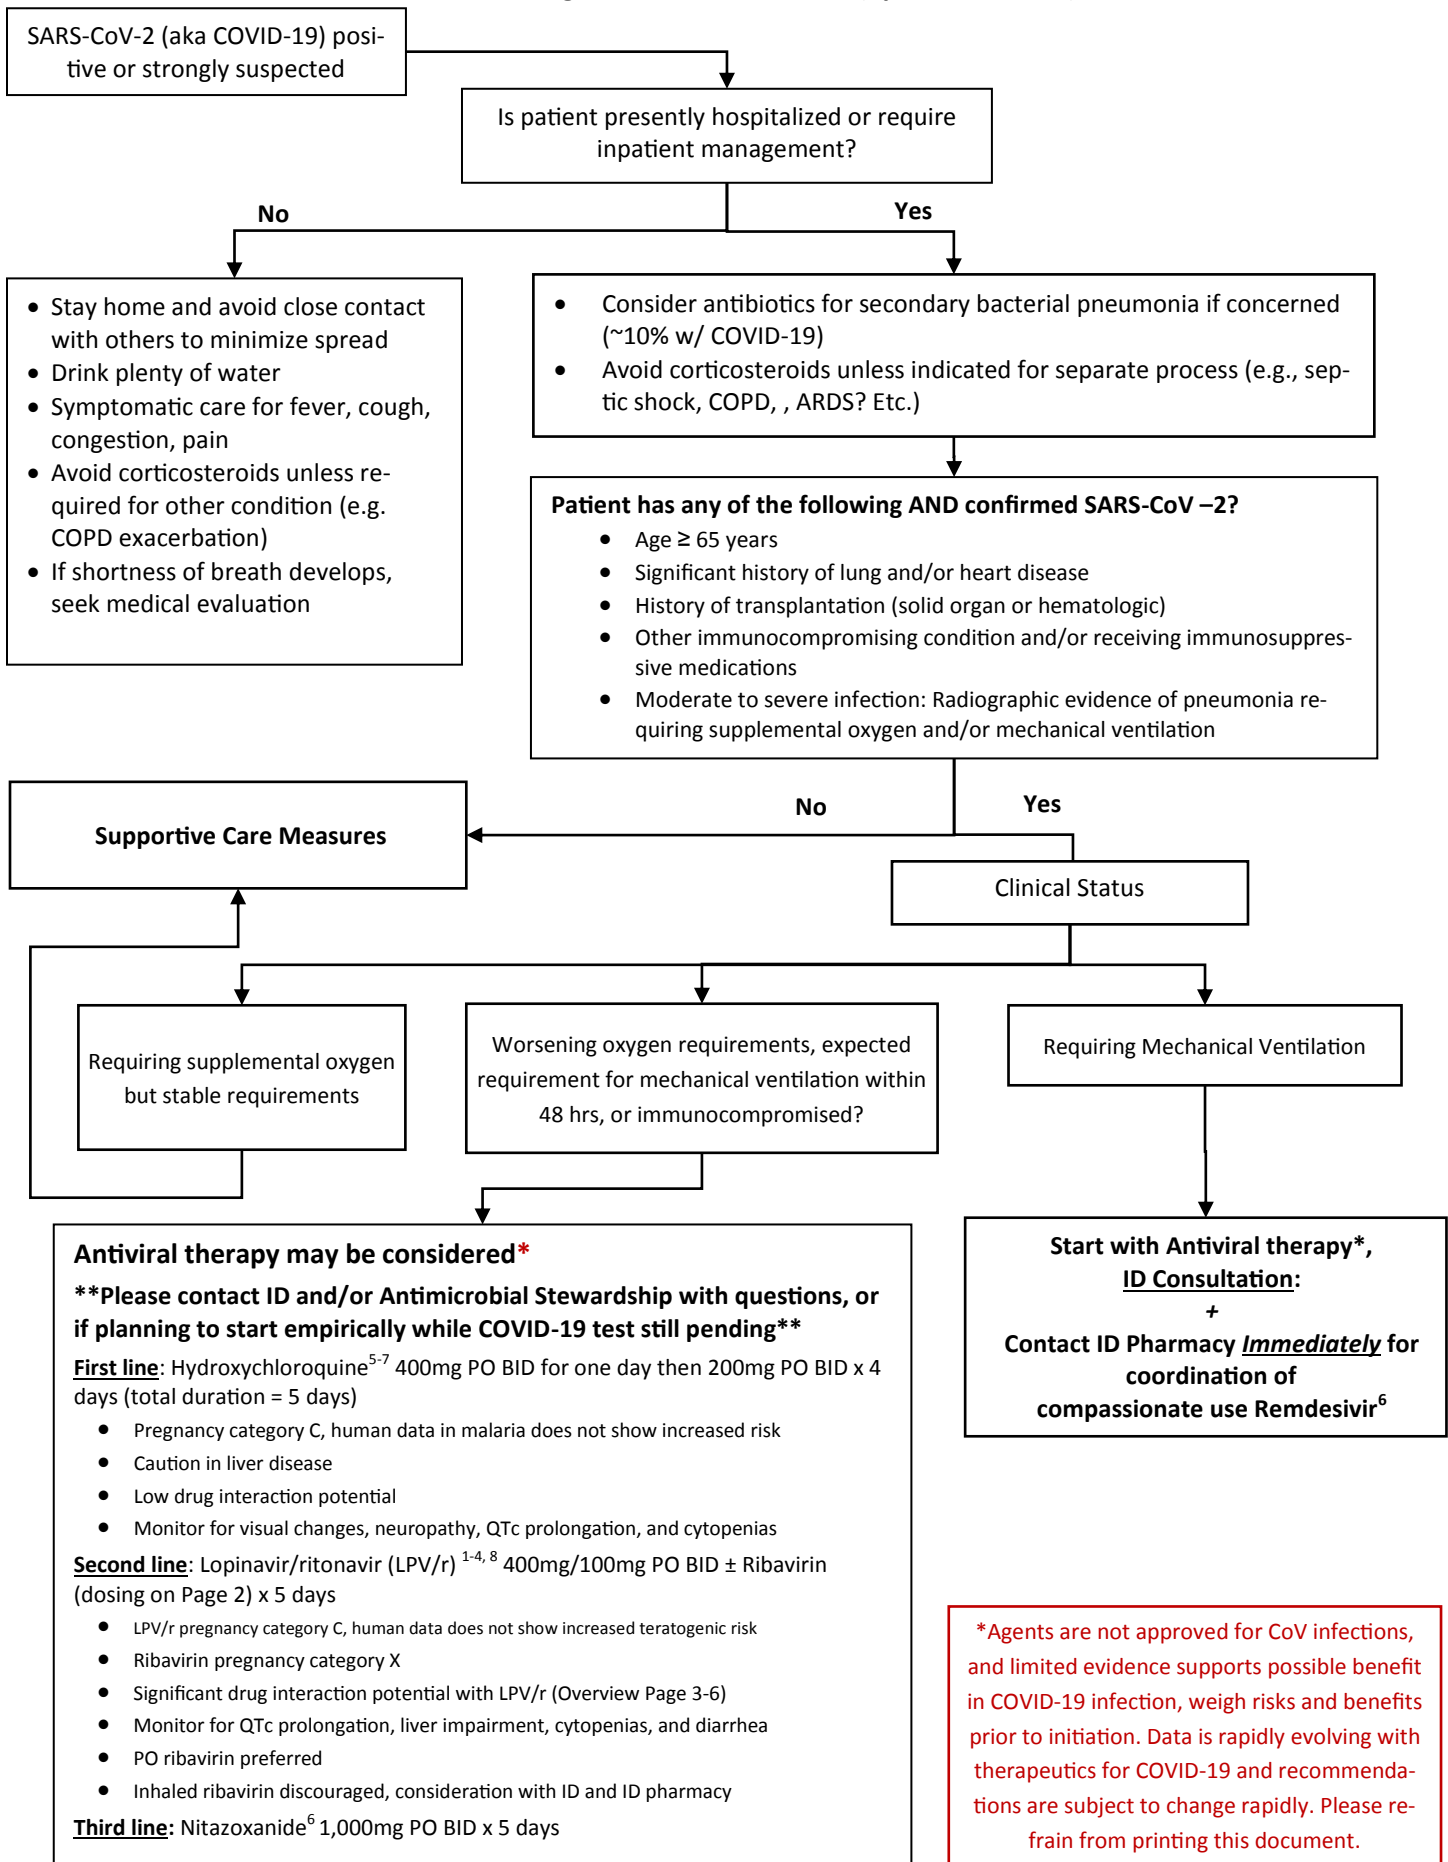 SARS-CoV-2 (aka COVID-19) posi-
tive or strongly suspected
Is patient presently hospitalized or require
inpatient management?
No
Yes
• Stay home and avoid close contact
with others to minimize spread
• Drink plenty of water
• Symptomatic care for fever, cough,
congestion, pain
• Avoid corticosteroids unless re-
quired for other condition (e.g.
COPD exacerbation)
• If shortness of breath develops,
seek medical evaluation
• Consider antibiotics for secondary bacterial pneumonia if concerned
(~10% w/ COVID-19)
• Avoid corticosteroids unless indicated for separate process (e.g., sep-
tic shock, COPD, , ARDS? Etc.)
Patient has any of the following AND confirmed SARS-CoV –2?
• Age ≥ 65 years
• Significant history of lung and/or heart disease
• History of transplantation (solid organ or hematologic)
• Other immunocompromising condition and/or receiving immunosuppres-
sive medications
• Moderate to severe infection: Radiographic evidence of pneumonia re-
quiring supplemental oxygen and/or mechanical ventilation
No
Yes
Supportive Care Measures
Clinical Status
Requiring supplemental oxygen
but stable requirements
Worsening oxygen requirements, expected
requirement for mechanical ventilation within
48 hrs, or immunocompromised?
Requiring Mechanical Ventilation
Antiviral therapy may be considered*
**Please contact ID and/or Antimicrobial Stewardship with questions, or
if planning to start empirically while COVID-19 test still pending**
First line: Hydroxychloroquine5-7 400mg PO BID for one day then 200mg PO BID x 4
days (total duration = 5 days)
• Pregnancy category C, human data in malaria does not show increased risk
• Caution in liver disease
• Low drug interaction potential
• Monitor for visual changes, neuropathy, QTc prolongation, and cytopenias
Second line: Lopinavir/ritonavir (LPV/r) 1-4, 8 400mg/100mg PO BID ± Ribavirin
(dosing on Page 2) x 5 days
• LPV/r pregnancy category C, human data does not show increased teratogenic risk
• Ribavirin pregnancy category X
• Significant drug interaction potential with LPV/r (Overview Page 3-6)
• Monitor for QTc prolongation, liver impairment, cytopenias, and diarrhea
• PO ribavirin preferred
• Inhaled ribavirin discouraged, consideration with ID and ID pharmacy
Third line: Nitazoxanide6 1,000mg PO BID x 5 days
Start with Antiviral therapy*,
ID Consultation:
+
Contact ID Pharmacy Immediately for
coordination of
compassionate use Remdesivir6
*Agents are not approved for CoV infections,
and limited evidence supports possible benefit
in COVID-19 infection, weigh risks and benefits
prior to initiation. Data is rapidly evolving with
therapeutics for COVID-19 and recommenda-
tions are subject to change rapidly. Please re-
frain from printing this document.